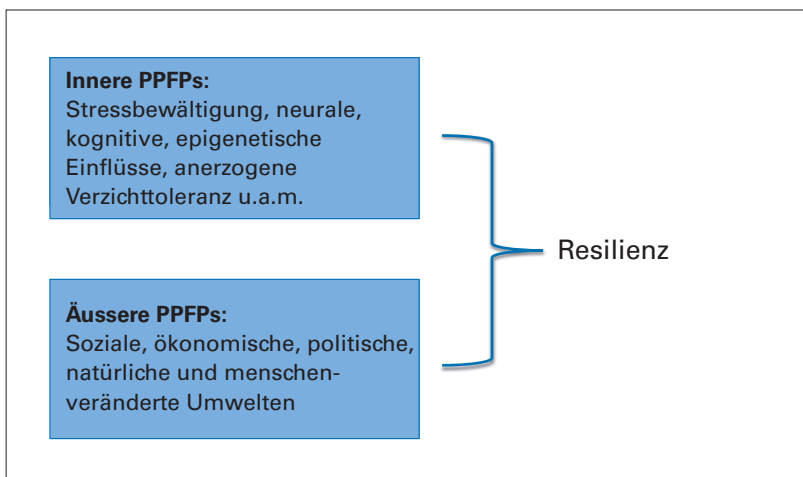 Innere PPFPs:
Stressbewältigung, neurale,
kognitive, epigenetische
Einflüsse, anerzogene
Verzichttoleranz u.a.m.
Resilienz
Äussere PPFPs:
Soziale, ökonomische, politische,
natürliche und menschen-
veränderte Umwelten